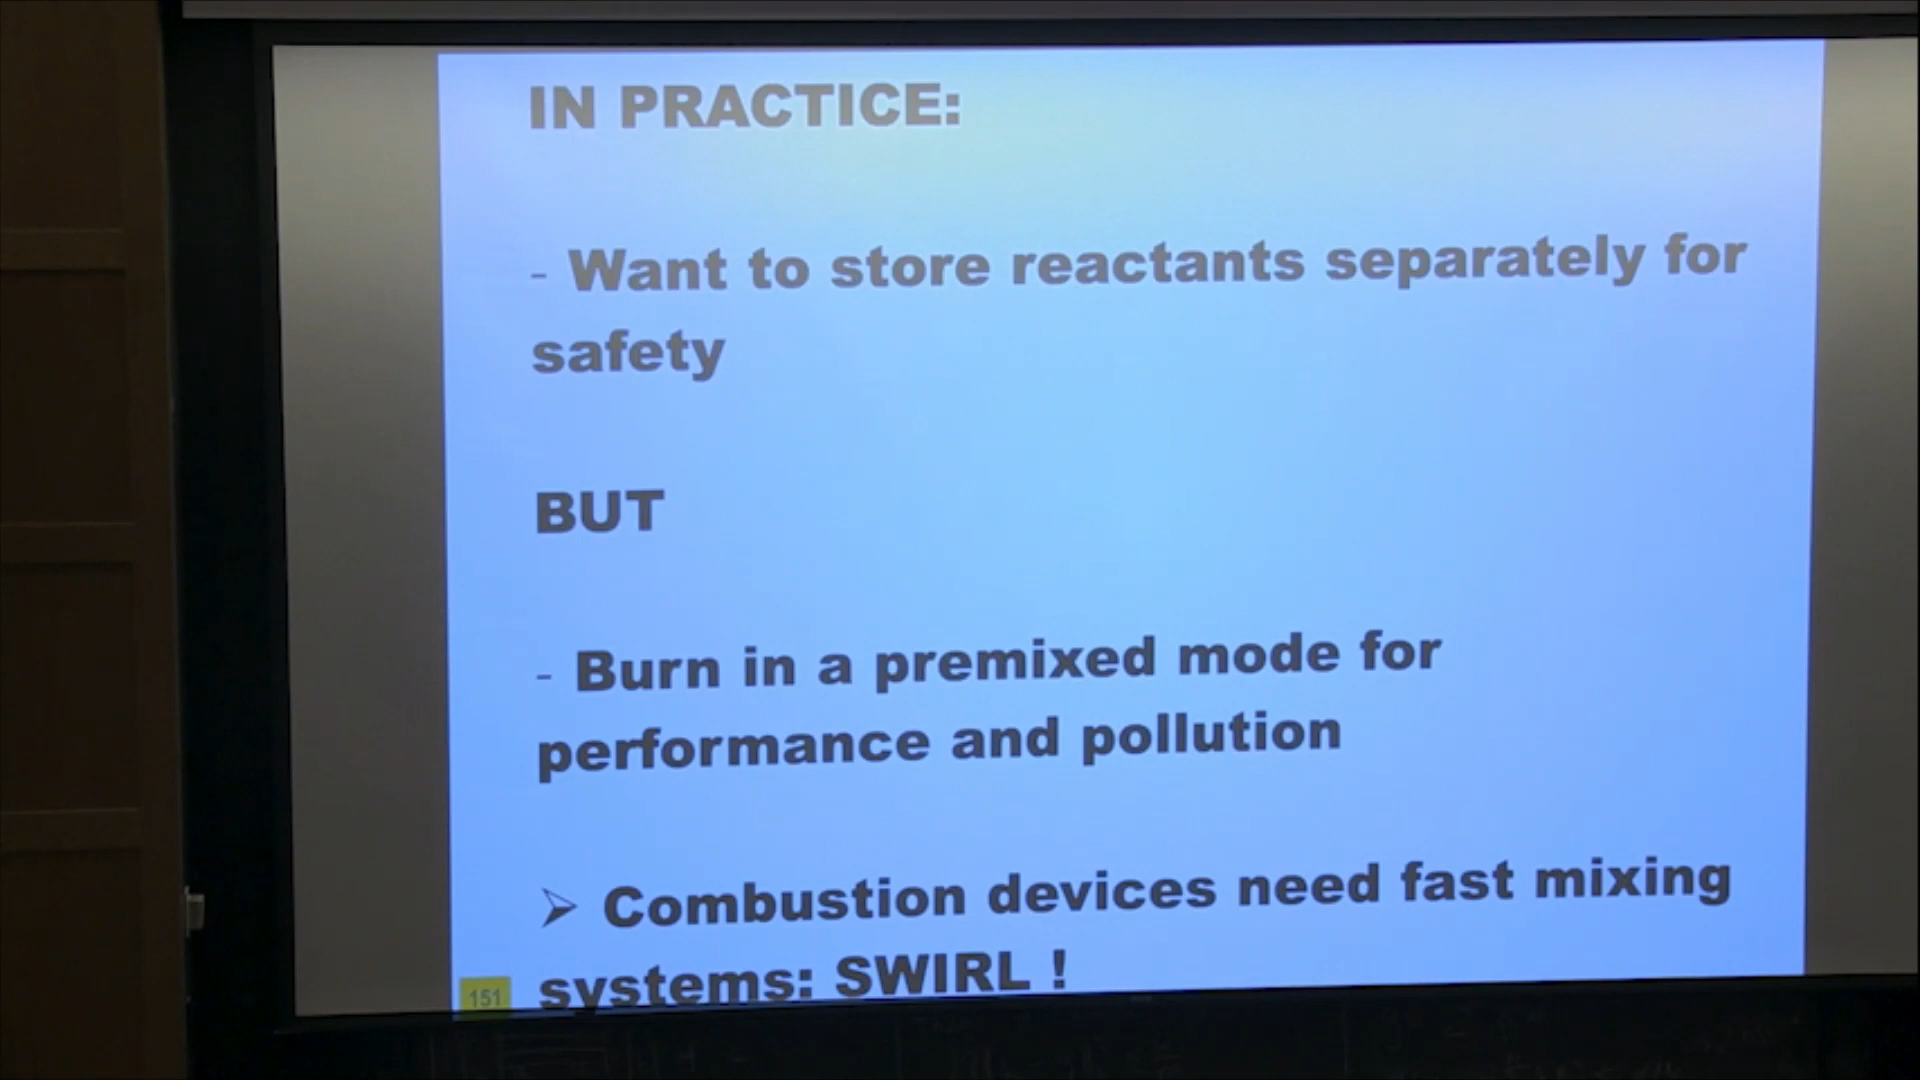 IN PRACTICE:
- Want to store reactants separately for
safety
BUT
- Burn in a premixed mode for
performance and pollution
➢ Combustion devices need fast mixing
systems: SWIRL !
151